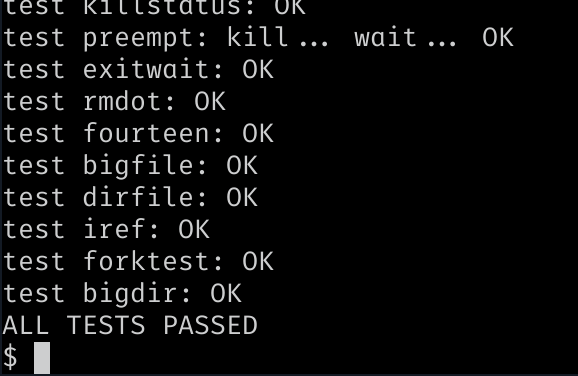 test killstatus: OK
test preempt: kill... wait... OK
test exitwait: OK
test rmdot: OK
test fourteen: OK
test bigfile: OK
test dirfile: OK
test iref: OK
test forktest: OK
test bigdir: OK
ALL TESTS PASSED
$